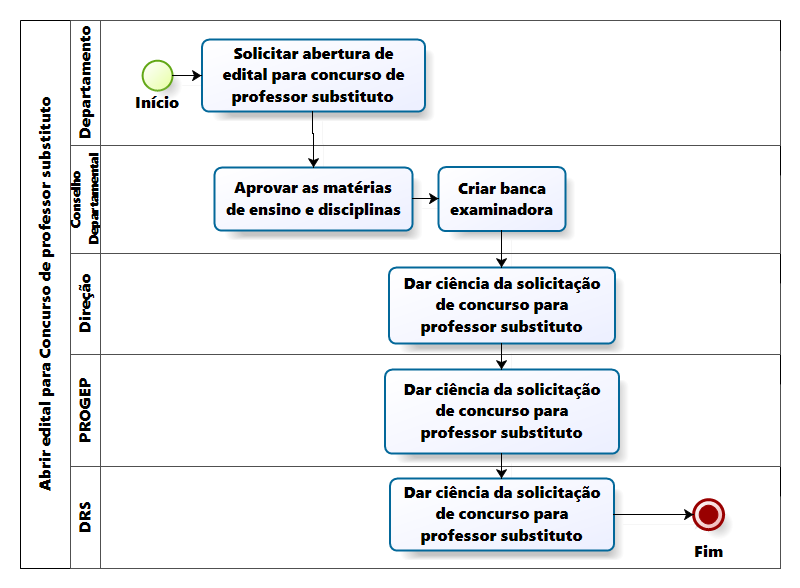 Abrir edital para Concurso de professor substituto
Departamento
Início
Solicitar abertura de
edital para concurso de
professor substituto
Conselho
Departamental
Aprovar as matérias
de ensino e disciplinas
Criar banca
examinadora
Direção
Dar ciência da solicitação
de concurso para
professor substituto
PROGEP
Dar ciência da solicitação
de concurso para
professor substituto
DRS
Dar ciência da solicitação
de concurso para
professor substituto
Fim